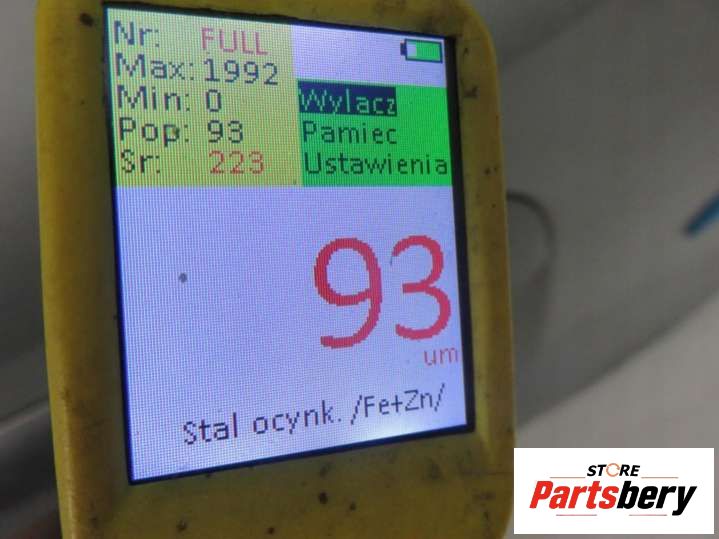 Nr: FULL
Max: 1992
Min: 0
Pop: 93
Sr: 223
Wylacz
Pamiec
Ustawienia
93
um
Stal ocynk. /Fe+Zn/
STORE
Partsbery